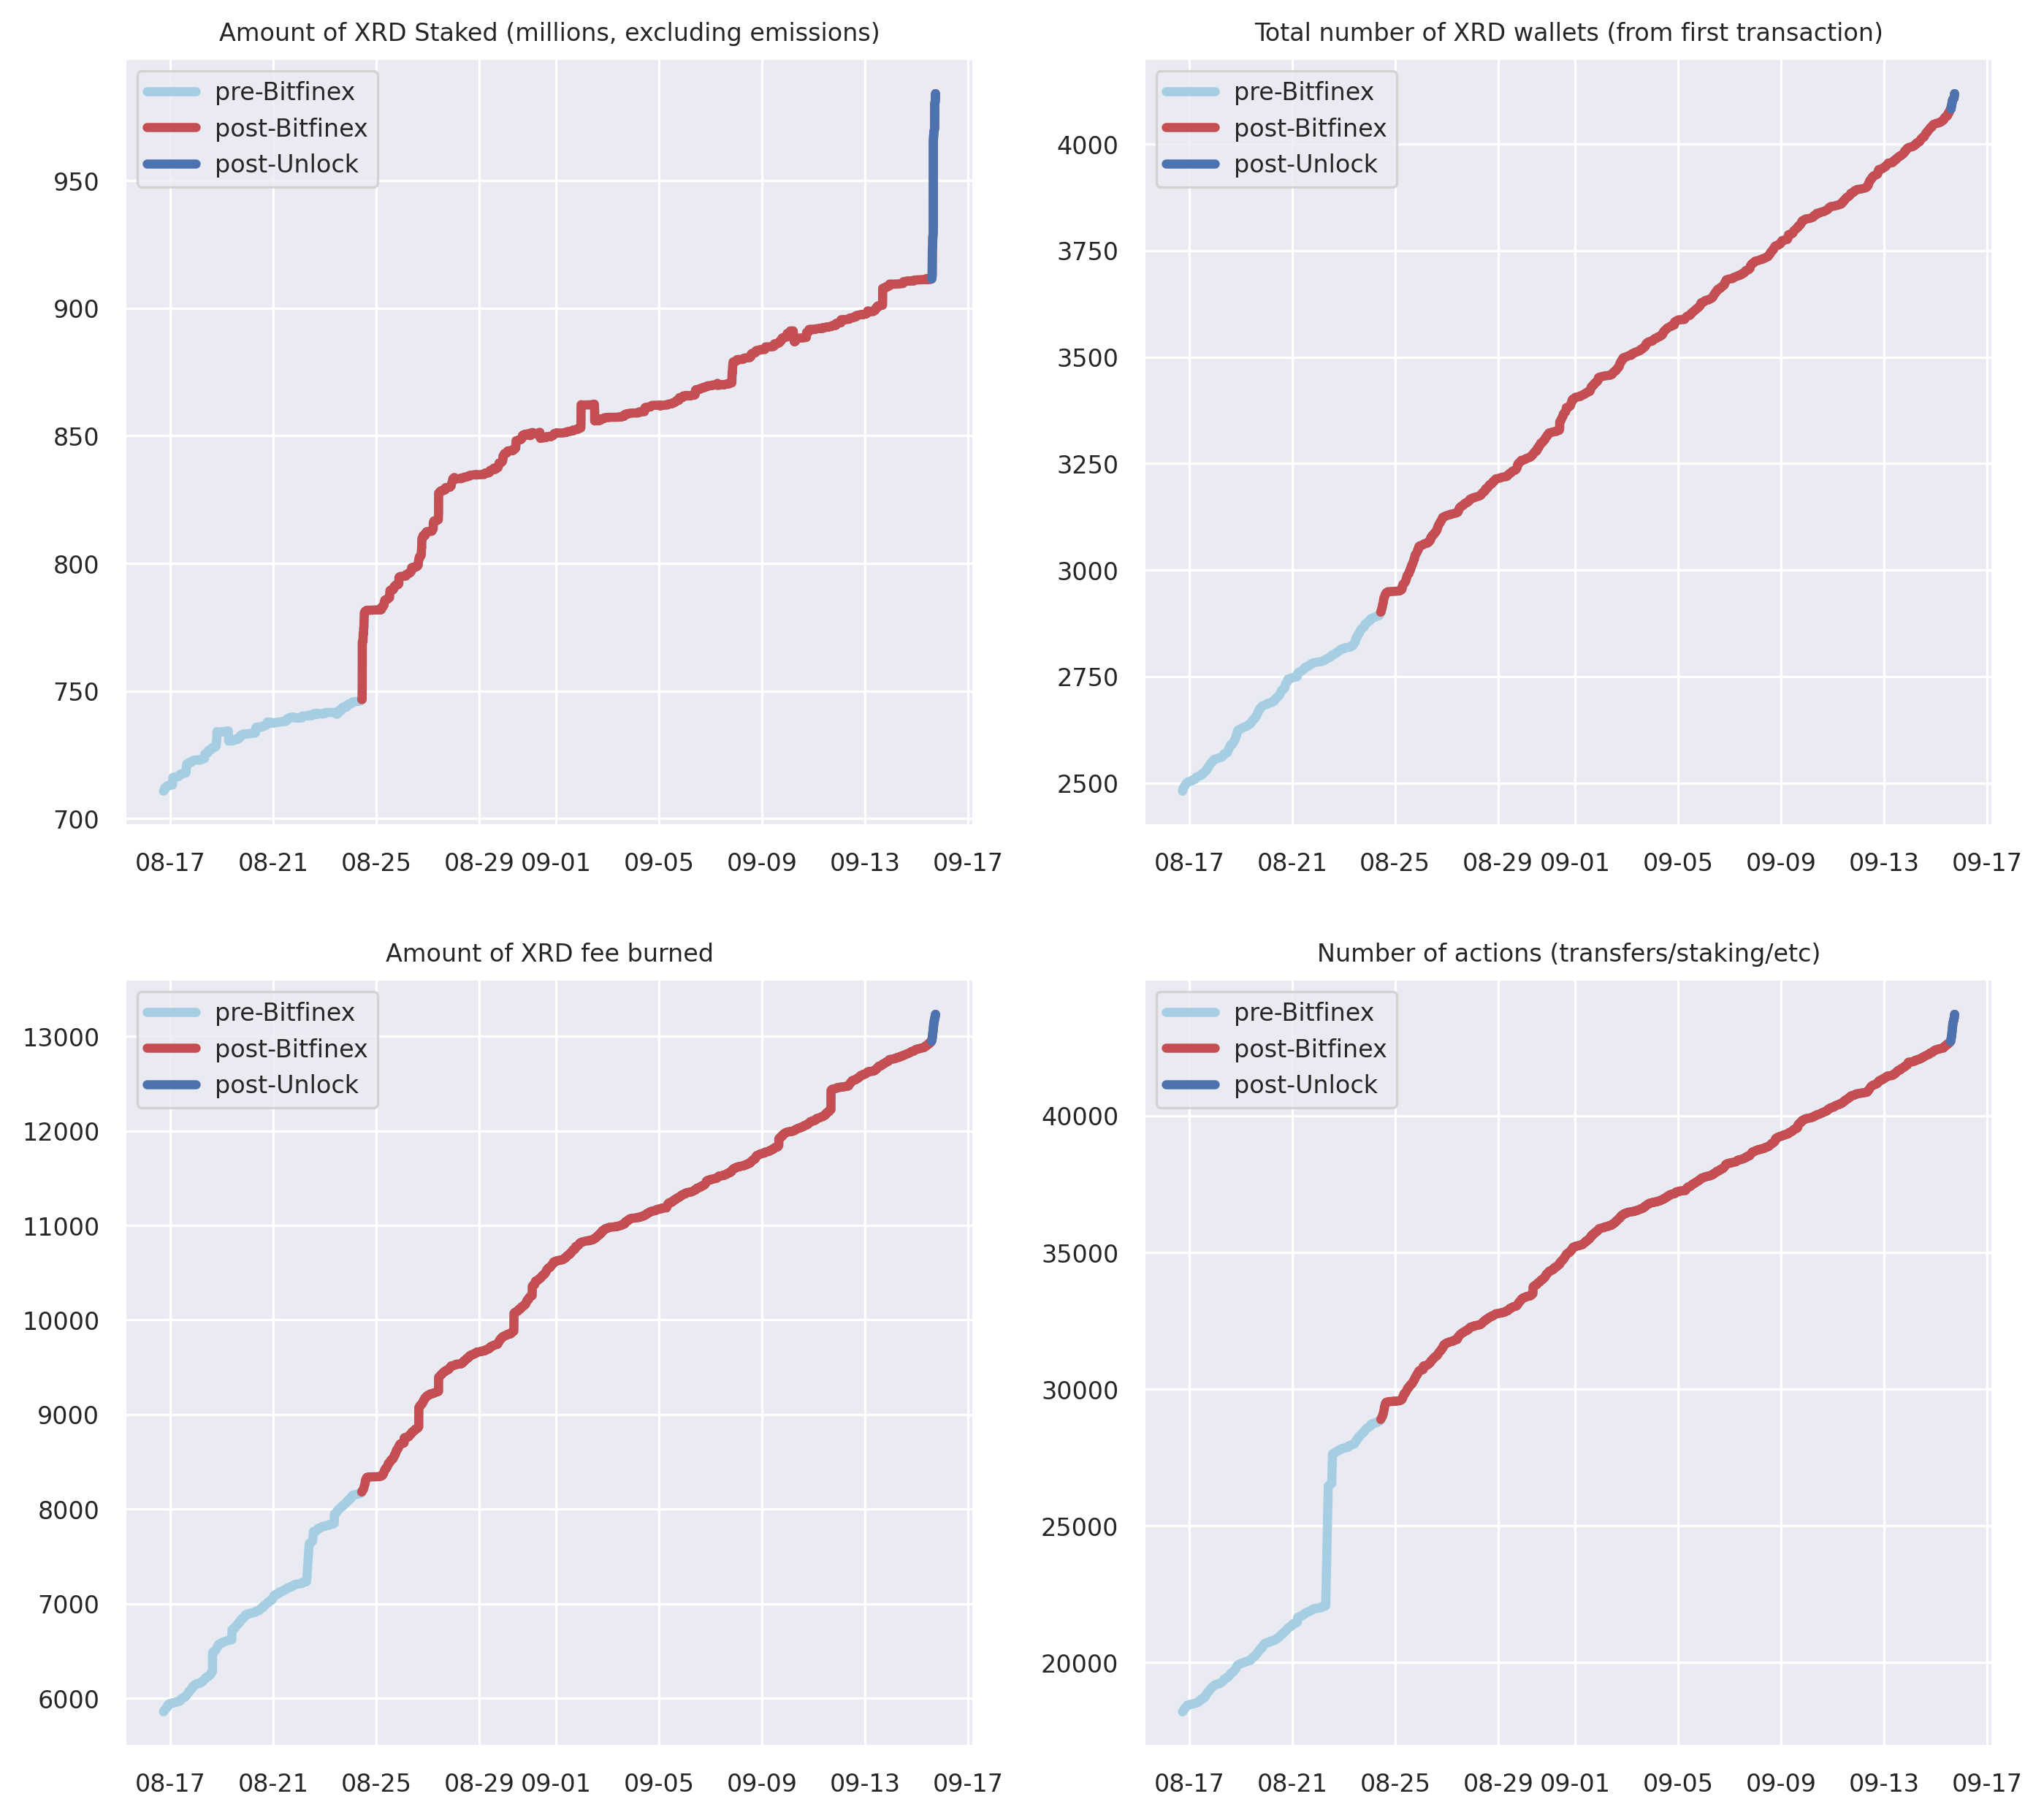 Amount of XRD Staked (millions, excluding emissions)
pre-Bitfinex
post-Bitfinex
post-Unlock
950
900
850
800
750
700
08-17 08-21 08-25 08-29 09-01 09-05 09-09 09-13 09-17
Total number of XRD wallets (from first transaction)
pre-Bitfinex
post-Bitfinex
post-Unlock
4000
3750
3500
3250
3000
2750
2500
08-17 08-21 08-25 08-29 09-01 09-05 09-09 09-13 09-17
Amount of XRD fee burned
pre-Bitfinex
post-Bitfinex
post-Unlock
13000
12000
11000
10000
9000
8000
7000
6000
08-17 08-21 08-25 08-29 09-01 09-05 09-09 09-13 09-17
Number of actions (transfers/staking/etc)
pre-Bitfinex
post-Bitfinex
post-Unlock
40000
35000
30000
25000
20000
08-17 08-21 08-25 08-29 09-01 09-05 09-09 09-13 09-17